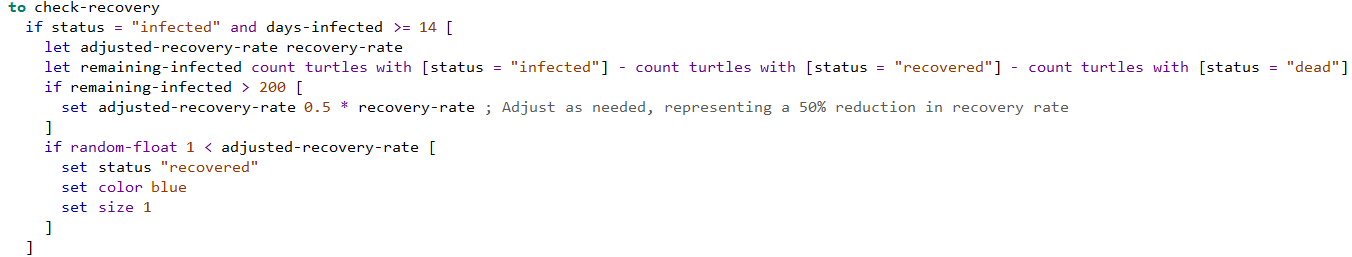 to check-recovery
  if status = "infected" and days-infected >= 14 [
    let adjusted-recovery-rate recovery-rate
    let remaining-infected count turtles with [status = "infected"] - count turtles with [status = "recovered"] - count turtles with [status = "dead"]
    if remaining-infected > 200 [
      set adjusted-recovery-rate 0.5 * recovery-rate ; Adjust as needed, representing a 50% reduction in recovery rate
    ]
    if random-float 1 < adjusted-recovery-rate [
      set status "recovered"
      set color blue
      set size 1
    ]
  ]